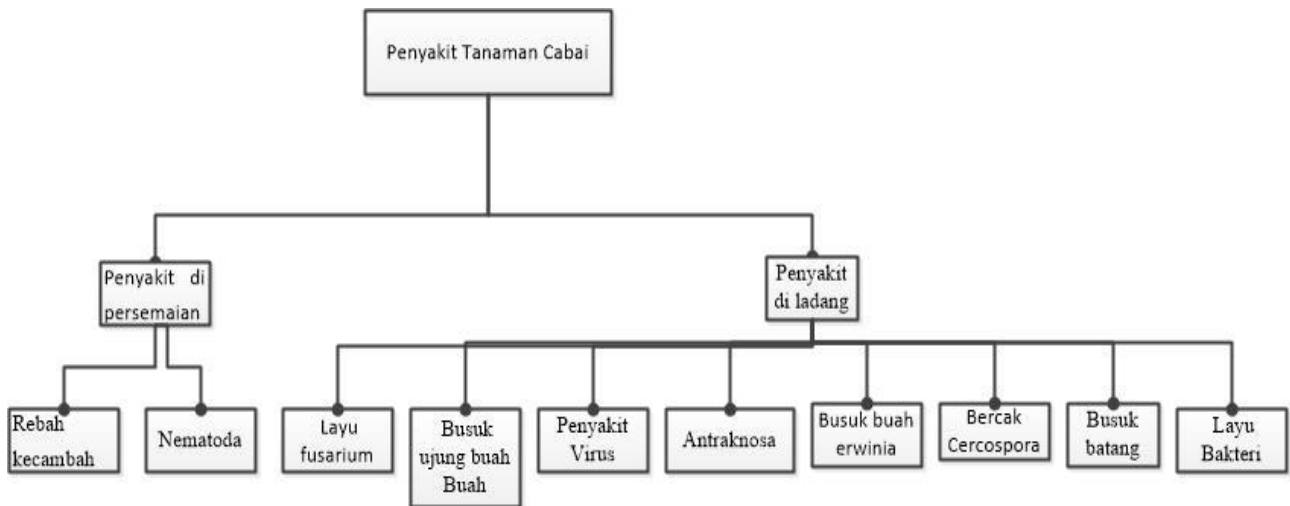 Penyakit Tanaman Cabai
Penyakit di
persemaian
Penyakit
di ladang
Rebah
kecambah
Nematoda
Layu
fusarium
Busuk
ujung buah
Buah
Penyakit
Virus
Antraknosa
Busuk buah
erwinia
Bercak
Cercospora
Busuk
batang
Layu
Bakteri